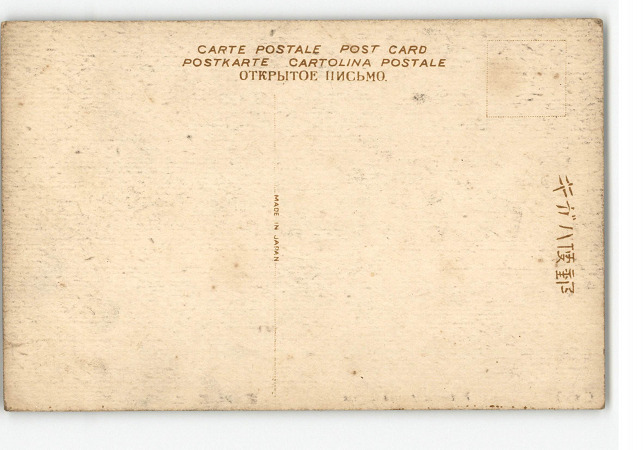 CARTE POSTALE POST CARD
POSTKARTE CARTOLINA POSTALE
ОТКРЫТОЕ ПИСЬМО.
MADE IN JAPAN
郵便ハガキ